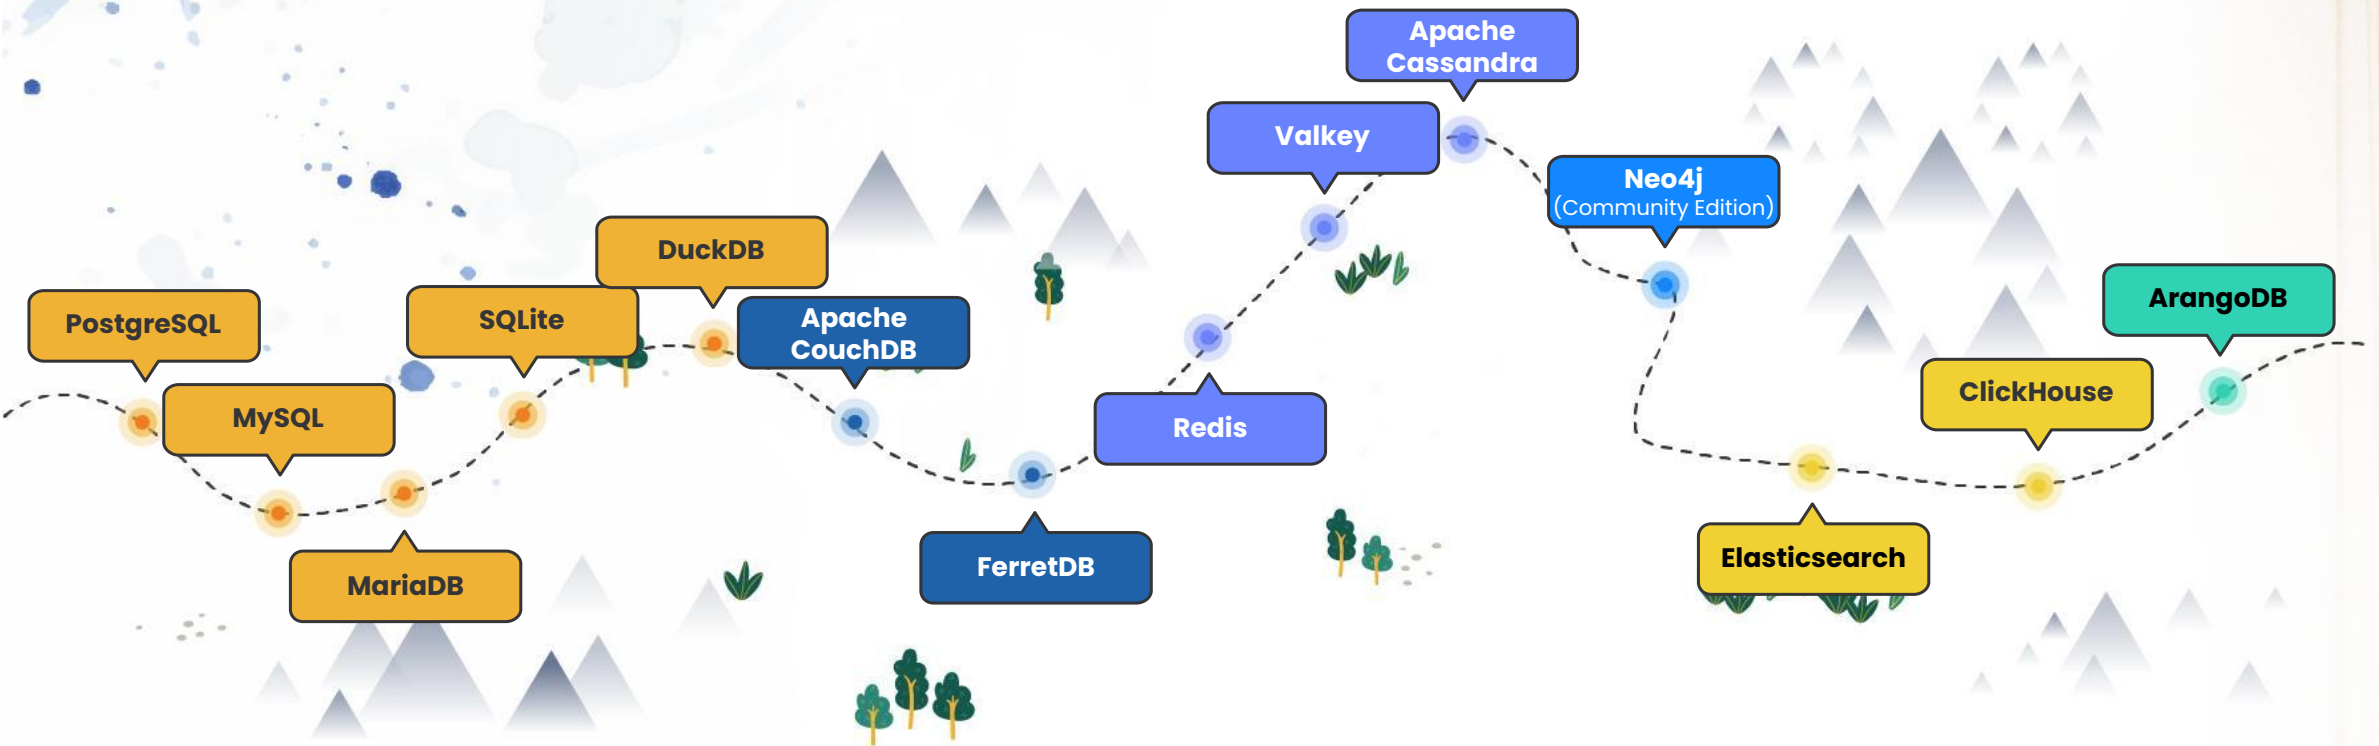 PostgreSQL
MySQL
MariaDB
SQLite
DuckDB
Apache
CouchDB
FerretDB
Redis
Valkey
Apache
Cassandra
Neo4j
(Community Edition)
Elasticsearch
ClickHouse
ArangoDB